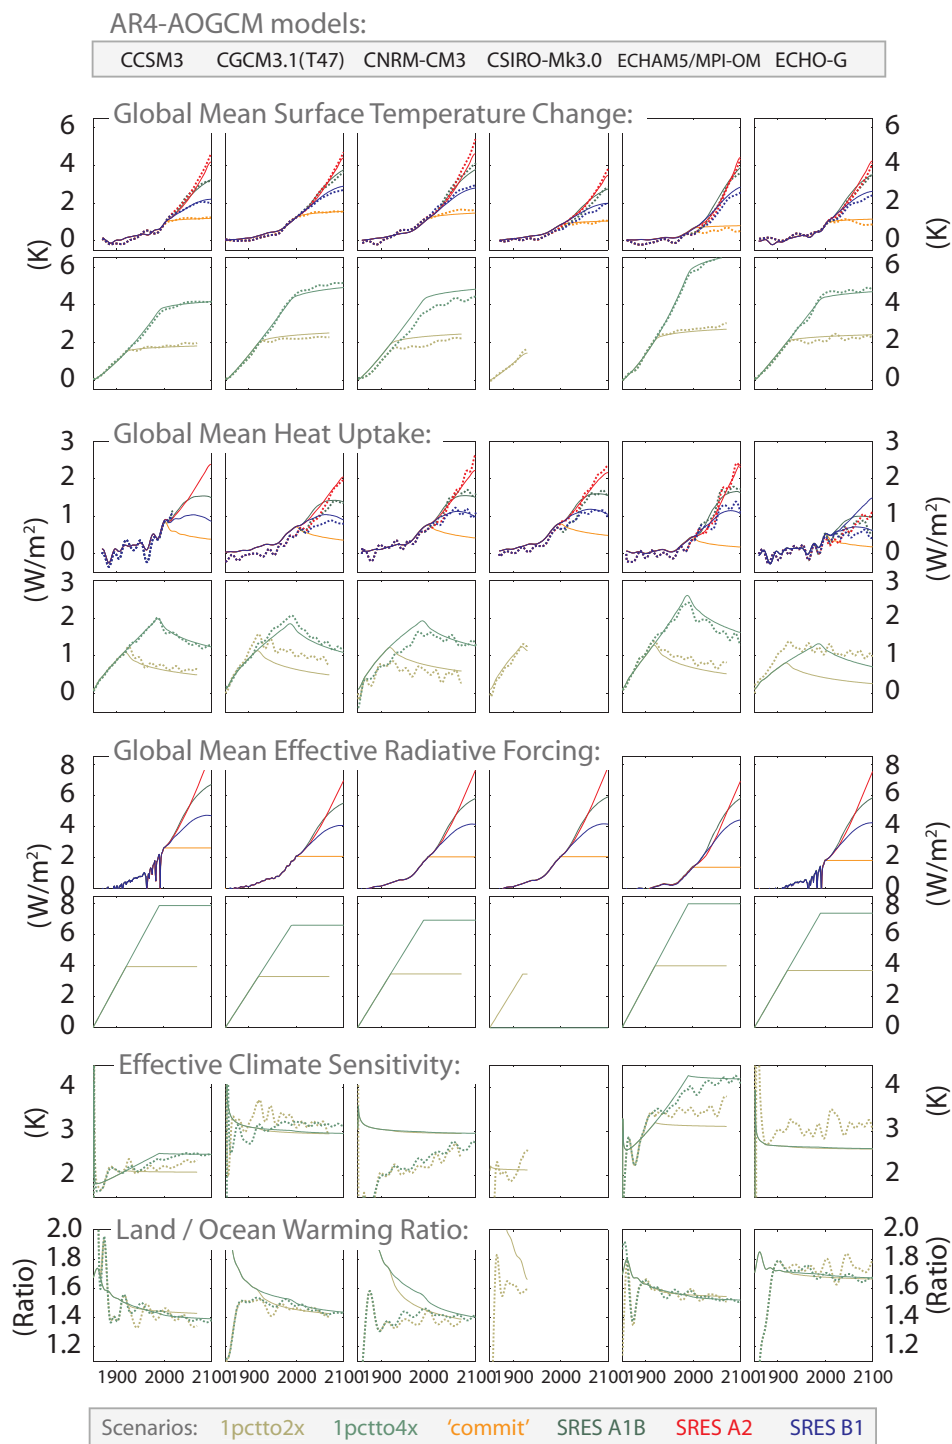 AR4-AOGCM models:
CCSM3 CGCM3.1(T47) CNRM-CM3 CSIRO-Mk3.0 ECHAM5/MPI-OM ECHO-G
Global Mean Surface Temperature Change:
6 6
4 4
2 2
0 0
(K) (K)
6 6
4 4
2 2
0 0
Global Mean Heat Uptake:
3 3
2 2
1 1
0 0
(W/m²) (W/m²)
3 3
2 2
1 1
0 0
Global Mean Effective Radiative Forcing:
8 8
6 6
4 4
2 2
0 0
(W/m²) (W/m²)
8 8
6 6
4 4
2 2
0 0
Effective Climate Sensitivity:
4 4
3 3
2 2
(K) (K)
Land / Ocean Warming Ratio:
2.0 2.0
1.8 1.8
1.6 1.6
1.4 1.4
1.2 1.2
(Ratio) (Ratio)
1900 2000 2100 1900 2000 2100 1900 2000 2100 1900 2000 2100 1900 2000 2100 1900 2000 2100
Scenarios: 1pctto2x 1pctto4x 'commit' SRES A1B SRES A2 SRES B1